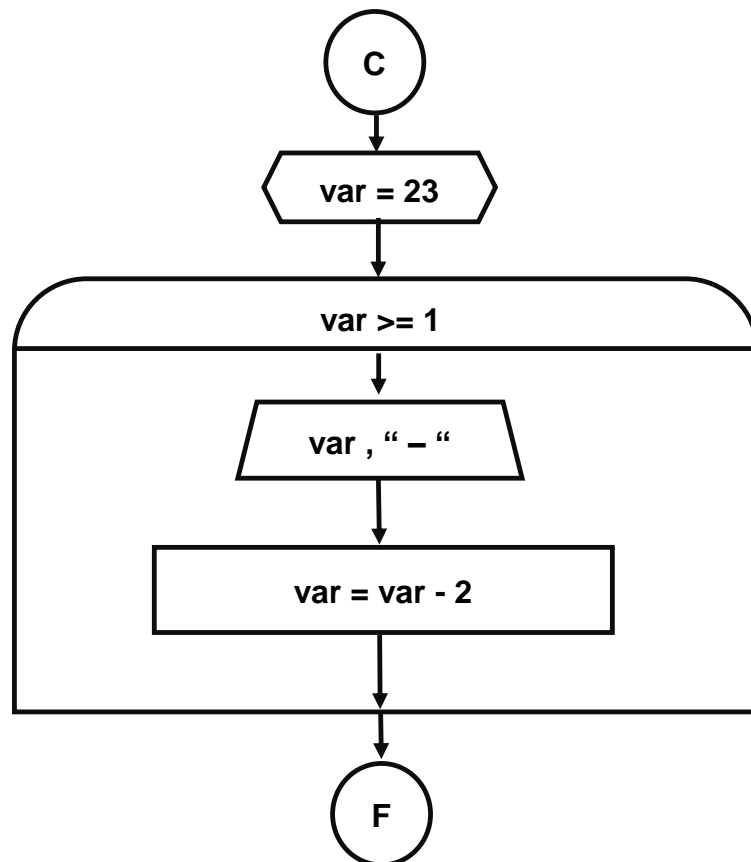 C
var = 23
var >= 1
var , “ – “
var = var - 2
F